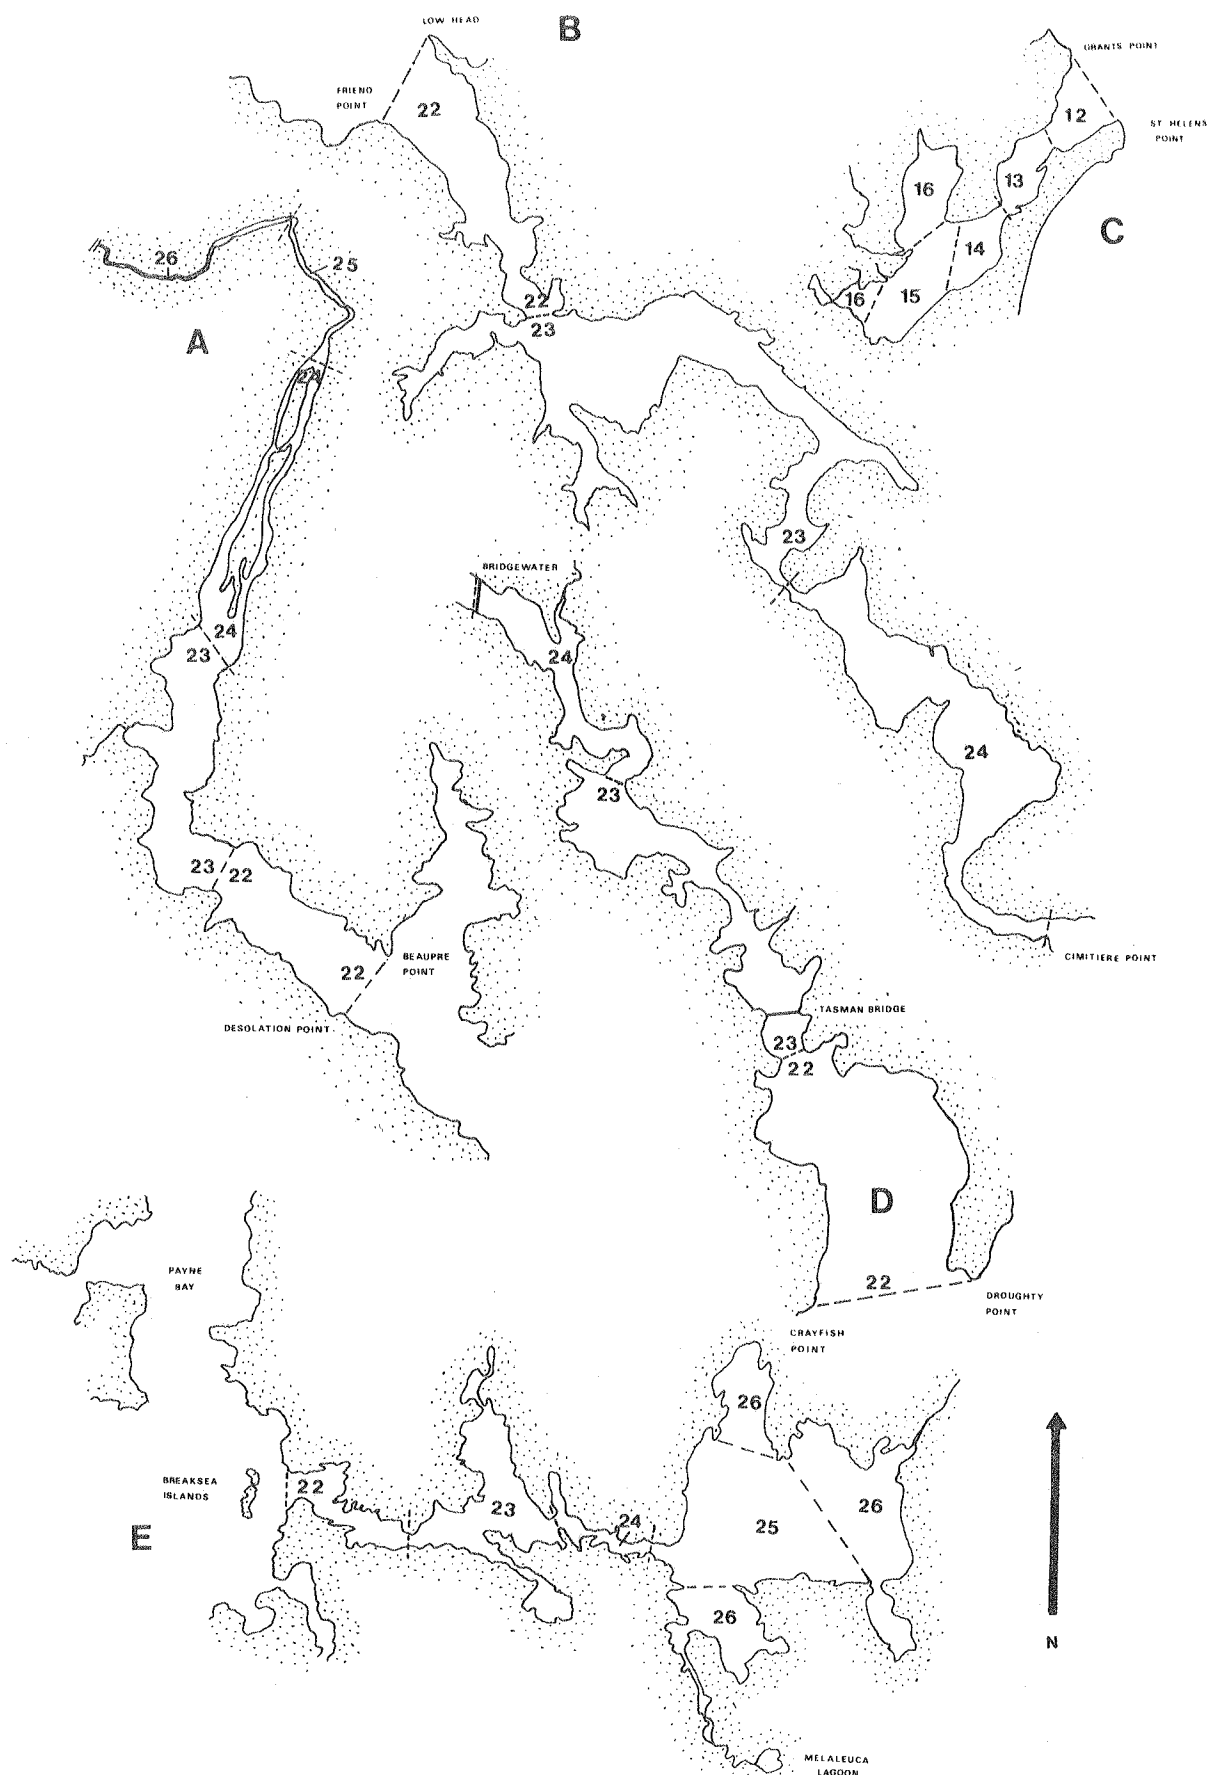 B
LOW HEAD
FRIEND
POINT
22
22
23
23
24
CIMITIERE POINT
GRANTS POINT
ST HELENS
POINT
12
13
14
15
16
16
C
26
25
A
24
24
23
23
22
22
BEAUPRE
POINT
DESOLATION POINT
BRIDGEWATER
24
23
TASMAN BRIDGE
23
22
D
22
DROUGHTY
POINT
CRAYFISH
POINT
PAYNE
BAY
BREAKSEA
ISLANDS
E
22
23
24
25
26
26
26
MELALEUCA
LAGOON
N